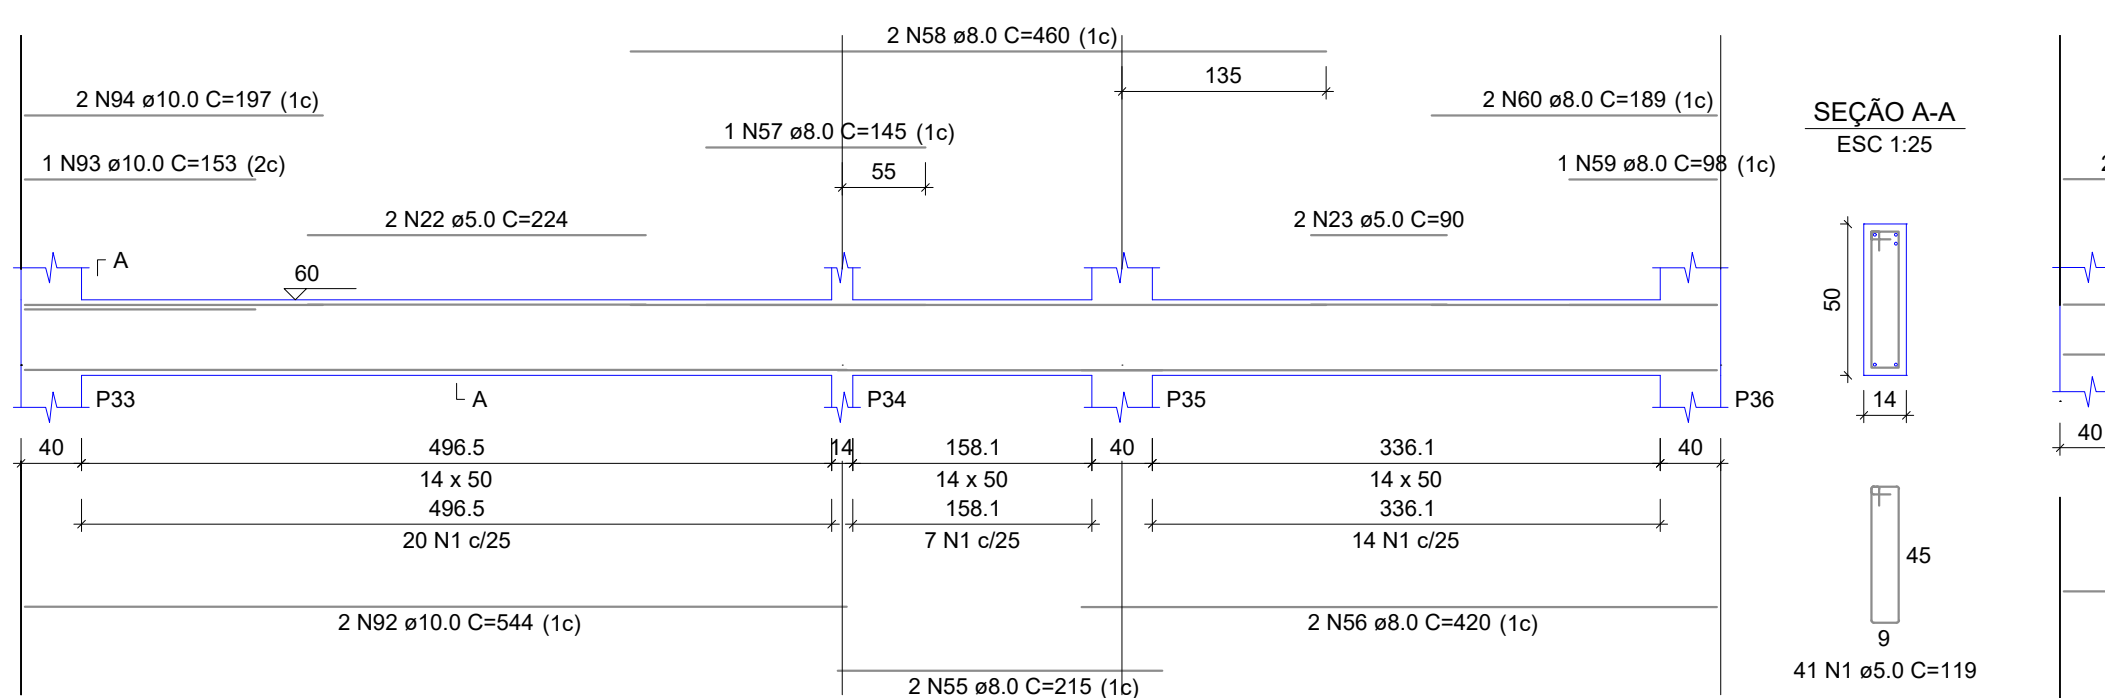 2 N58 ø8.0 C=460 (1c)
135
2 N94 ø10.0 C=197 (1c)
2 N60 ø8.0 C=189 (1c)
SEÇÃO A-A
ESC 1:25
1 N57 ø8.0 C=145 (1c)
1 N93 ø10.0 C=153 (2c)
55
1 N59 ø8.0 C=98 (1c)
2 N22 ø5.0 C=224
2 N23 ø5.0 C=90
A
60
50
P33
A
P34
P35
P36
14
40
496.5
14
158.1
40
336.1
40
40
14 x 50
14 x 50
14 x 50
496.5
158.1
336.1
20 N1 c/25
7 N1 c/25
14 N1 c/25
45
9
2 N92 ø10.0 C=544 (1c)
2 N56 ø8.0 C=420 (1c)
41 N1 ø5.0 C=119
2 N55 ø8.0 C=215 (1c)